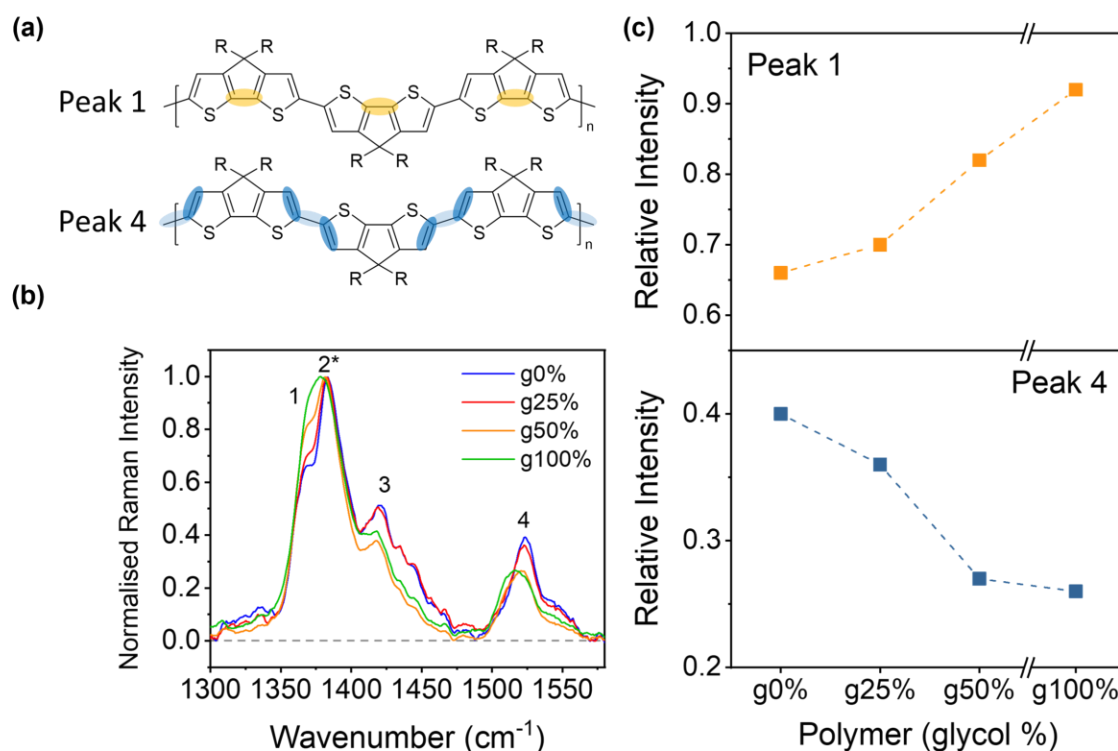 (a)
R R R R
Peak 1
S S S S S S
n
R R
R R R R
Peak 4
S S S S S S
n
R R
(b)
Normalised Raman Intensity
1.0
0.8
0.6
0.4
0.2
0.0
1 2* 3 4
g0%
g25%
g50%
g100%
1300 1350 1400 1450 1500 1550
Wavenumber (cm⁻¹)
(c)
Peak 1
Relative Intensity
1.0
0.9
0.8
0.7
0.6
Peak 4
Relative Intensity
0.4
0.3
0.2
g0% g25% g50% g100%
Polymer (glycol %)